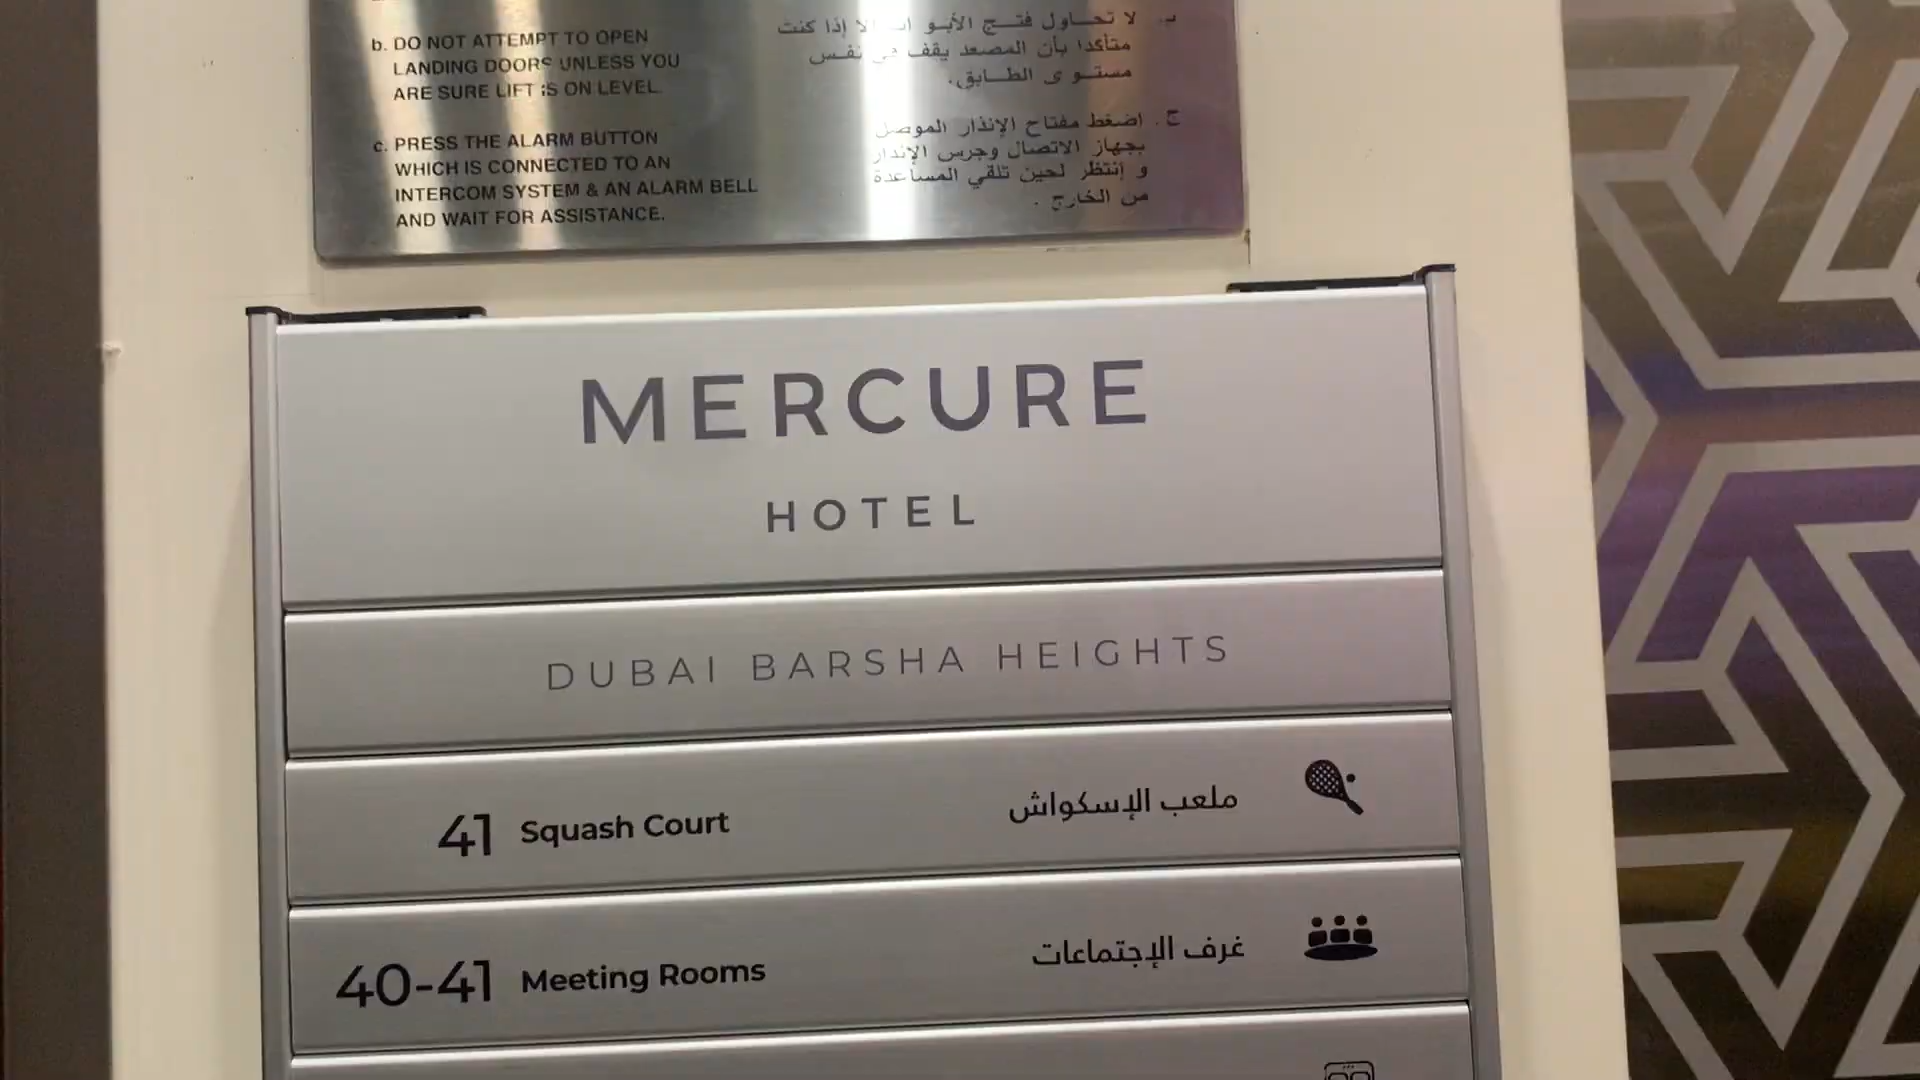 b. DO NOT ATTEMPT TO OPEN
LANDING DOORS UNLESS YOU
ARE SURE LIFT IS ON LEVEL.
c. PRESS THE ALARM BUTTON
WHICH IS CONNECTED TO AN
INTERCOM SYSTEM & AN ALARM BELL
AND WAIT FOR ASSISTANCE.
ب. لا تحاول فتح الأبواب إلا إذا كنت
متأكدا بأن المصعد يقف في نفس
مستوى الطابق.
ج. اضغط مفتاح الإنذار الموصل
بجهاز الاتصال وجرس الإنذار
و إنتظر لحين تلقي المساعدة
من الخارج .
MERCURE
HOTEL
DUBAI BARSHA HEIGHTS
41 Squash Court ملعب الإسكواش
40-41 Meeting Rooms غرف الإجتماعات